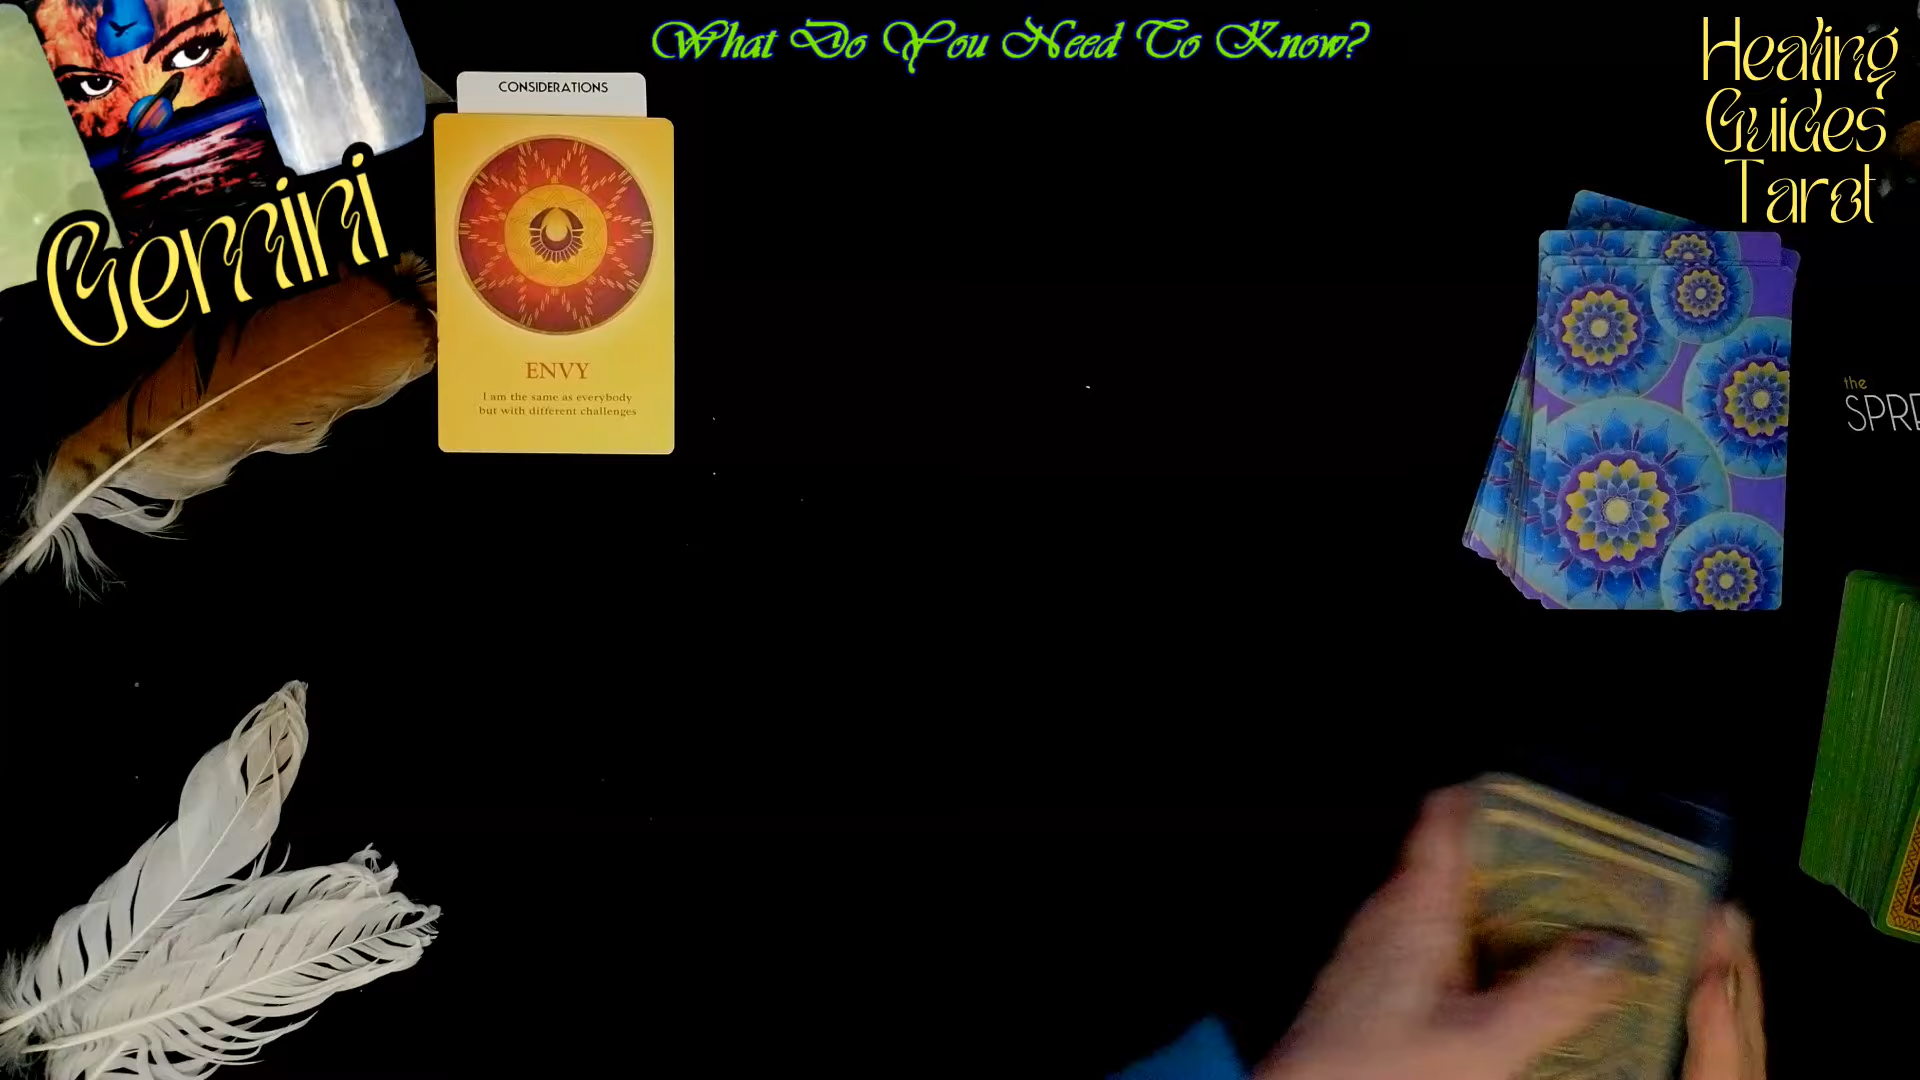 What Do You Need To Know?
Healing
Guides
Tarot
Gemini
CONSIDERATIONS
ENVY
I am the same as everybody
but with different challenges
the